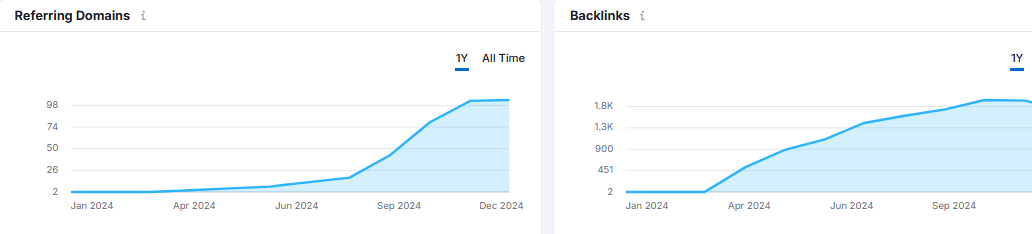 Referring Domains i
1Y All Time
98
74
50
26
2
Jan 2024 Apr 2024 Jun 2024 Sep 2024 Dec 2024
Backlinks i
1Y
1.8K
1.3K
900
451
2
Jan 2024 Apr 2024 Jun 2024 Sep 2024